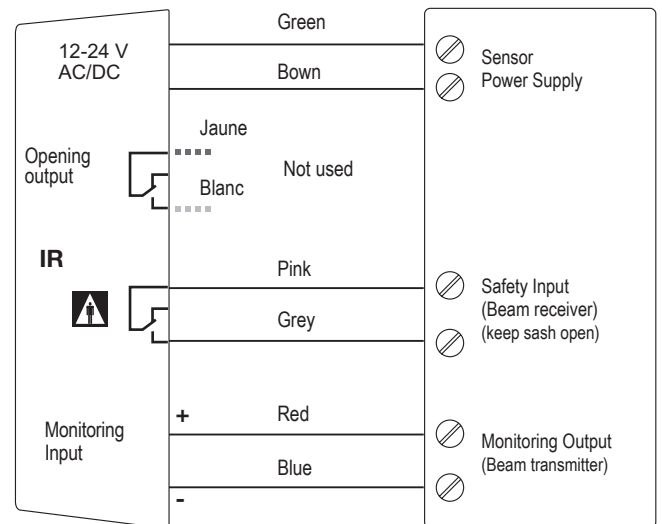 Green
12-24 V
AC/DC
Sensor
Power Supply
Bown
Jaune
Opening
output
Not used
Blanc
IR
Pink
Safety Input
(Beam receiver)
(keep sash open)
Grey
+
Red
Monitoring
Input
Monitoring Output
(Beam transmitter)
Blue
-